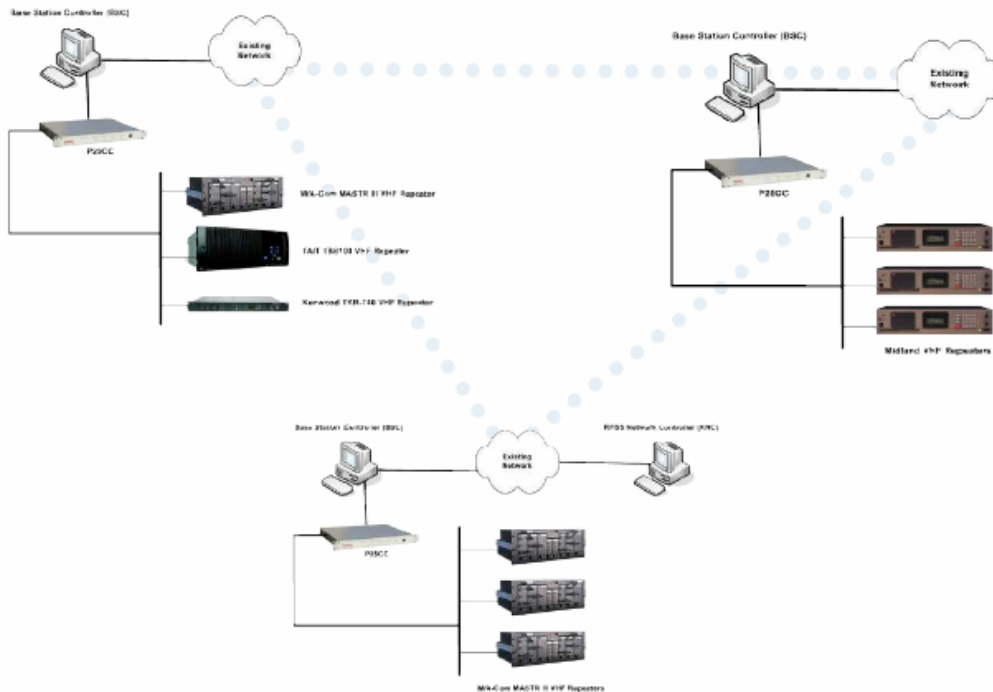 Base Station Controller (BSC)
Existing
Network
P25CC
M/A-Com MASTR III VHF Repeater
TAIT TB8100 VHF Repeater
Kenwood TKR-740 VHF Repeater
Base Station Controller (BSC)
Existing
Network
P25CC
Midland VHF Repeaters
Base Station Controller (BSC)
Existing
Network
RFSS Network Controller (RNC)
P25CC
M/A-Com MASTR III VHF Repeaters